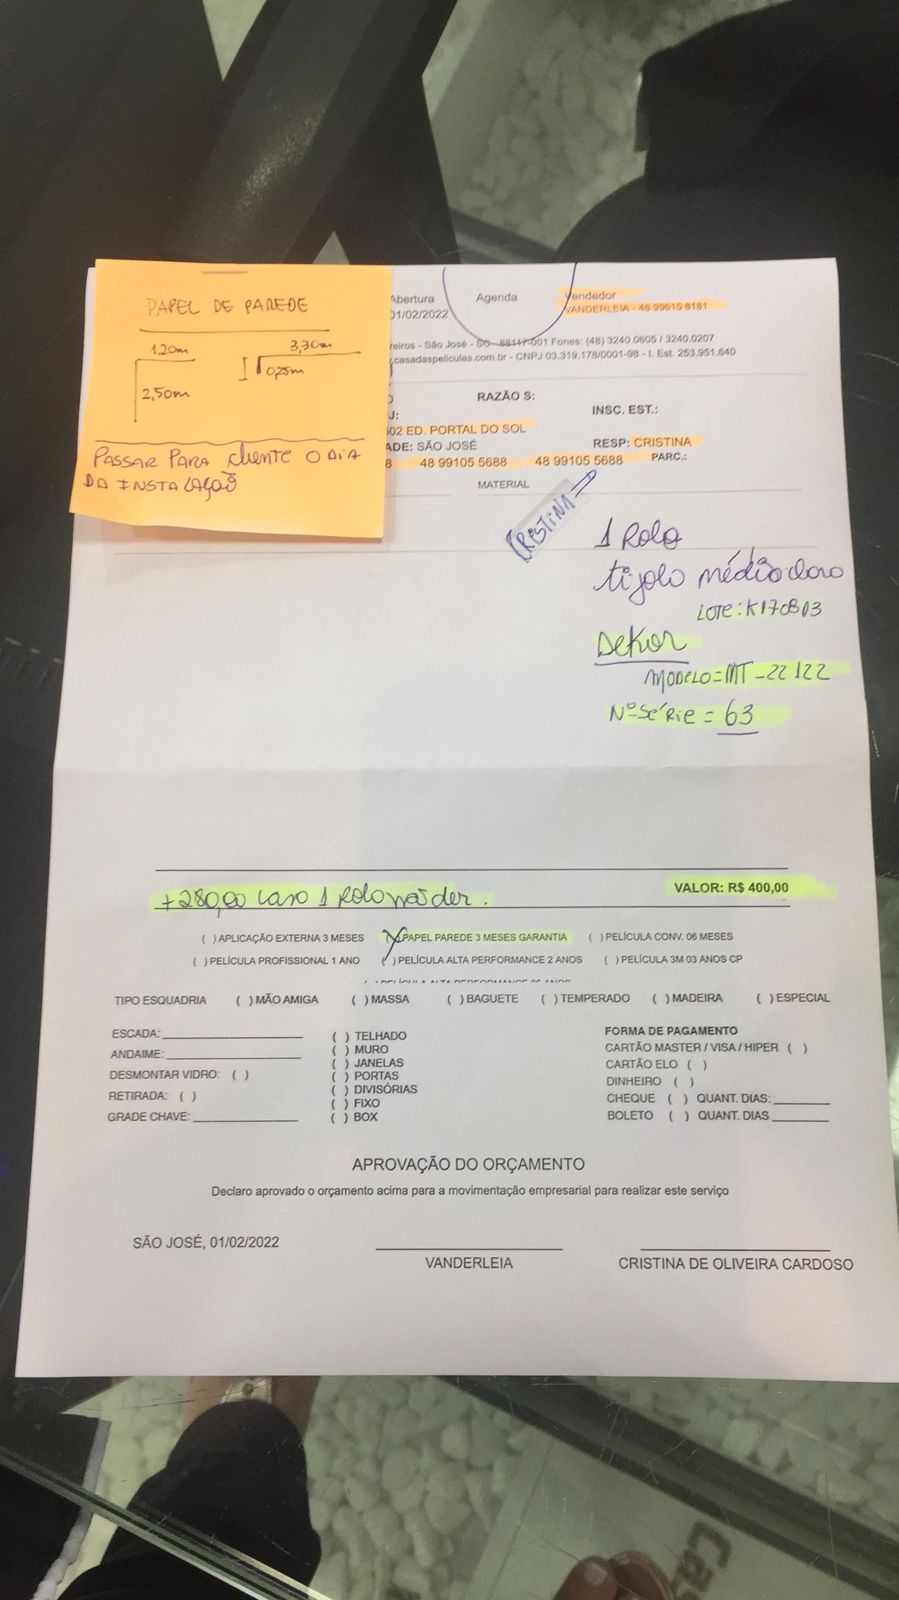 PAPEL DE PAREDE
1,20m
3,30m
0,25m
2,50m
PASSAR PARA cliente O DIA
DA INSTALAÇÃO
Abertura
01/02/2022
Agenda
Vendedor
VANDERLEIA - 48 99615 8181
reiros - São José - SC - 88117-001 Fones: (48) 3240.0605 / 3240.0207
casadaspeliculas.com.br - CNPJ 03.319.178/0001-98 - I. Est. 253.951.640
RAZÃO S:
J:
INSC. EST.:
502 ED. PORTAL DO SOL
ADE: SÃO JOSÉ
RESP: CRISTINA
8 48 99105 5688 48 99105 5688 PARC.:
MATERIAL
CRISTINA
1 Rolo
tijolo médio claro
LOTE: K170803
Dekor
MODELO = MT - 22122
Nº Série = 63
+ 280,00 caso 1 Rolo não der.
VALOR: R$ 400,00
( ) APLICAÇÃO EXTERNA 3 MESES (X) PAPEL PAREDE 3 MESES GARANTIA ( ) PELÍCULA CONV. 06 MESES
( ) PELÍCULA PROFISSIONAL 1 ANO ( ) PELÍCULA ALTA PERFORMANCE 2 ANOS ( ) PELÍCULA 3M 03 ANOS CP
TIPO ESQUADRIA ( ) MÃO AMIGA ( ) MASSA ( ) BAGUETE ( ) TEMPERADO ( ) MADEIRA ( ) ESPECIAL
ESCADA:
ANDAIME:
DESMONTAR VIDRO: ( )
RETIRADA: ( )
GRADE CHAVE:
( ) TELHADO
( ) MURO
( ) JANELAS
( ) PORTAS
( ) DIVISÓRIAS
( ) FIXO
( ) BOX
FORMA DE PAGAMENTO
CARTÃO MASTER / VISA / HIPER ( )
CARTÃO ELO ( )
DINHEIRO ( )
CHEQUE ( ) QUANT. DIAS:
BOLETO ( ) QUANT. DIAS
APROVAÇÃO DO ORÇAMENTO
Declaro aprovado o orçamento acima para a movimentação empresarial para realizar este serviço
SÃO JOSÉ, 01/02/2022
VANDERLEIA
CRISTINA DE OLIVEIRA CARDOSO